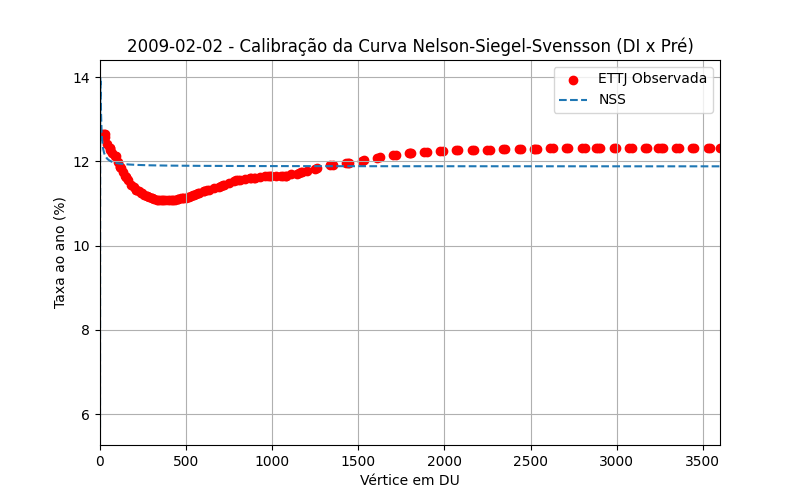 2009-02-02 - Calibração da Curva Nelson-Siegel-Svensson (DI x Pré)
ETTJ Observada
NSS
Taxa ao ano (%)
14
12
10
8
6
0 500 1000 1500 2000 2500 3000 3500
Vértice em DU